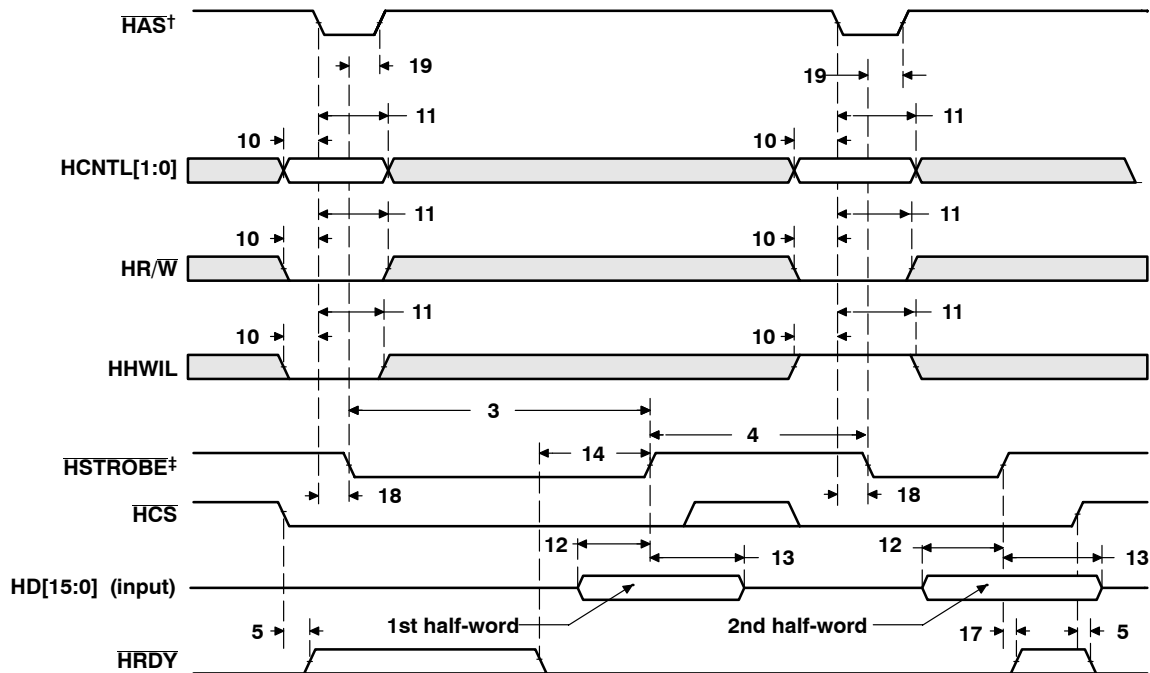 HAS†
19 19
11 11
10 10
HCNTL[1:0]
11 11
10 10
HR/W
11 11
10 10
HHWIL
3
4
14
HSTROBE‡
18 18
HCS
12 13 12 13
HD[15:0] (input)
1st half-word 2nd half-word
5 17 5
HRDY